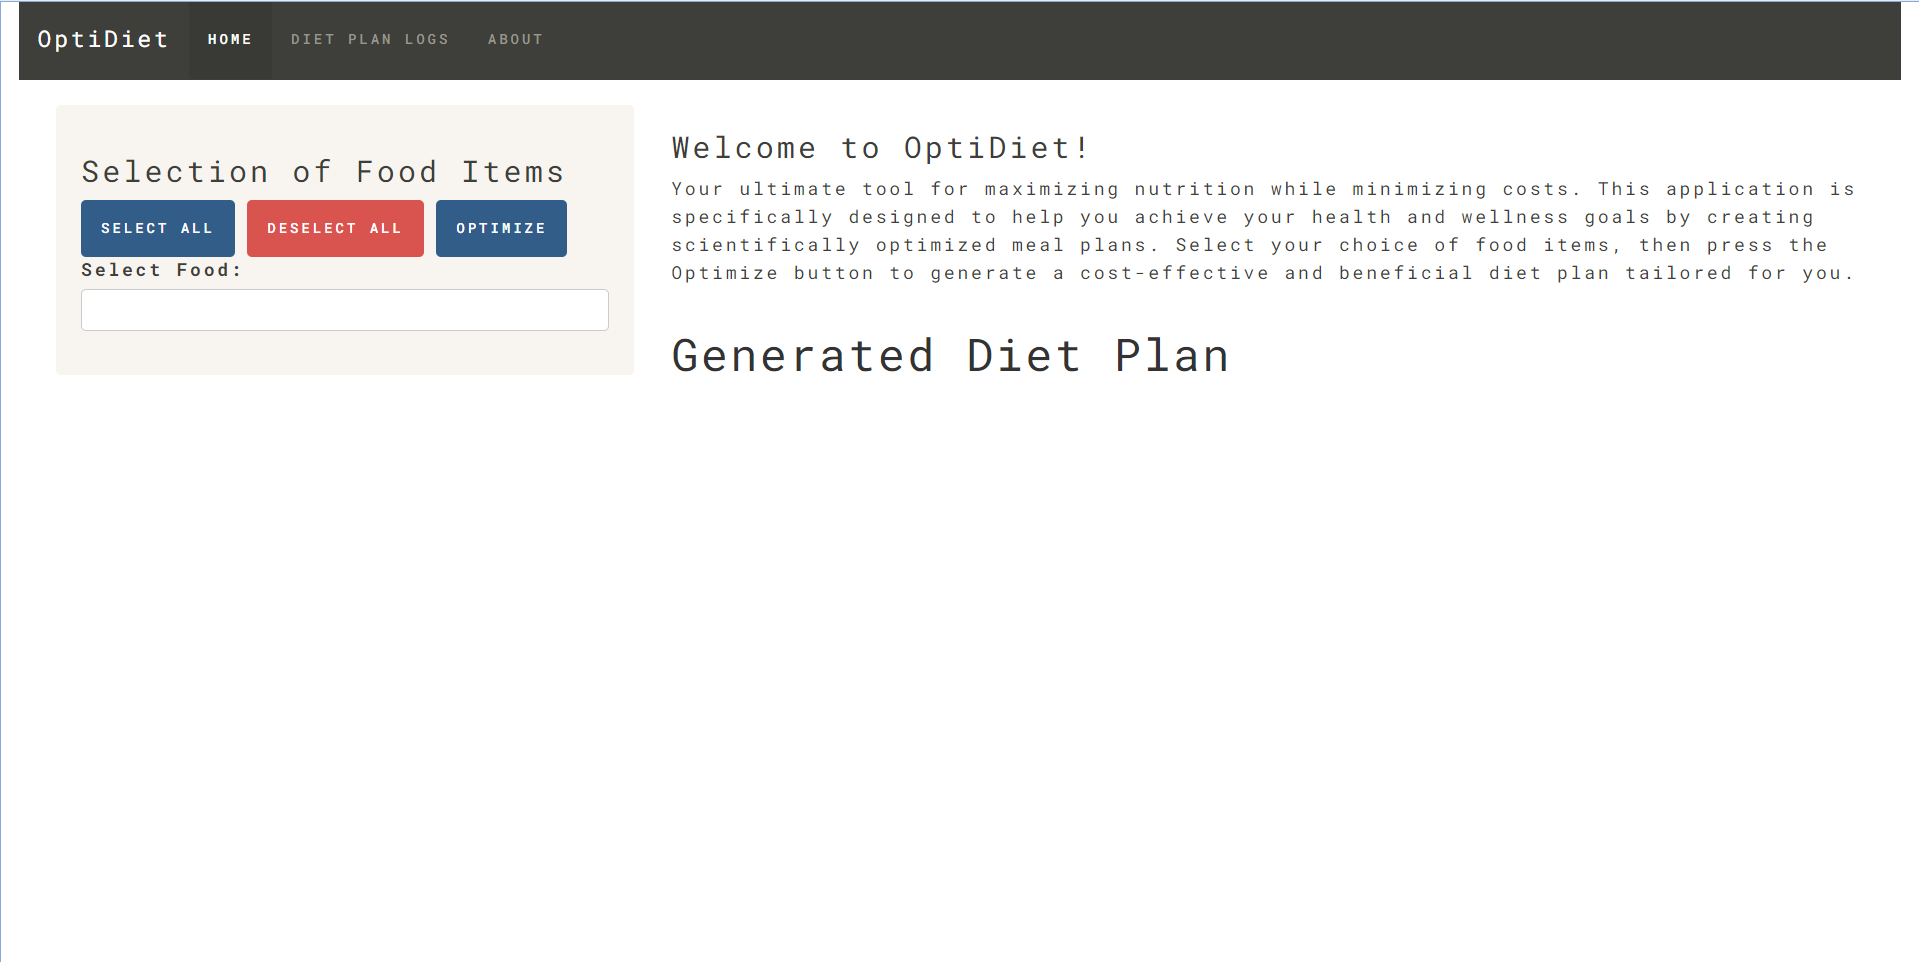 OptiDiet HOME DIET PLAN LOGS ABOUT
Selection of Food Items
SELECT ALL DESELECT ALL OPTIMIZE
Select Food:
Welcome to OptiDiet!
Your ultimate tool for maximizing nutrition while minimizing costs. This application is
specifically designed to help you achieve your health and wellness goals by creating
scientifically optimized meal plans. Select your choice of food items, then press the
Optimize button to generate a cost-effective and beneficial diet plan tailored for you.
Generated Diet Plan